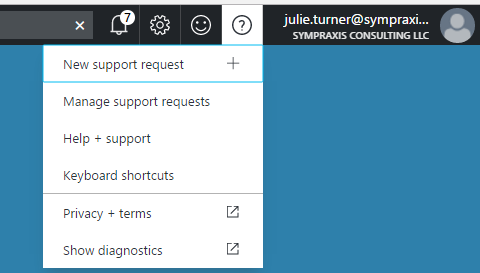 7
julie.turner@sympraxis...
SYMPRAXIS CONSULTING LLC
New support request
Manage support requests
Help + support
Keyboard shortcuts
Privacy + terms
Show diagnostics